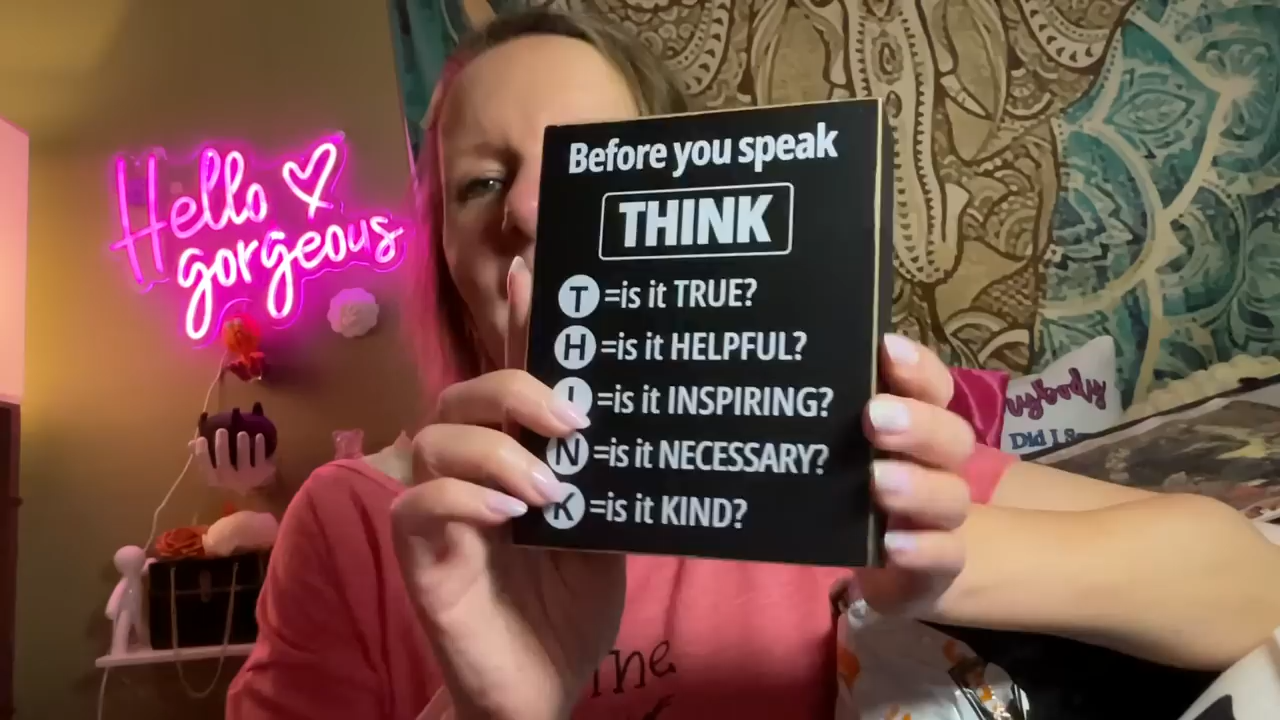 Hello
gorgeous
Before you speak
THINK
T =is it TRUE?
H =is it HELPFUL?
I =is it INSPIRING?
N =is it NECESSARY?
K =is it KIND?
Did I